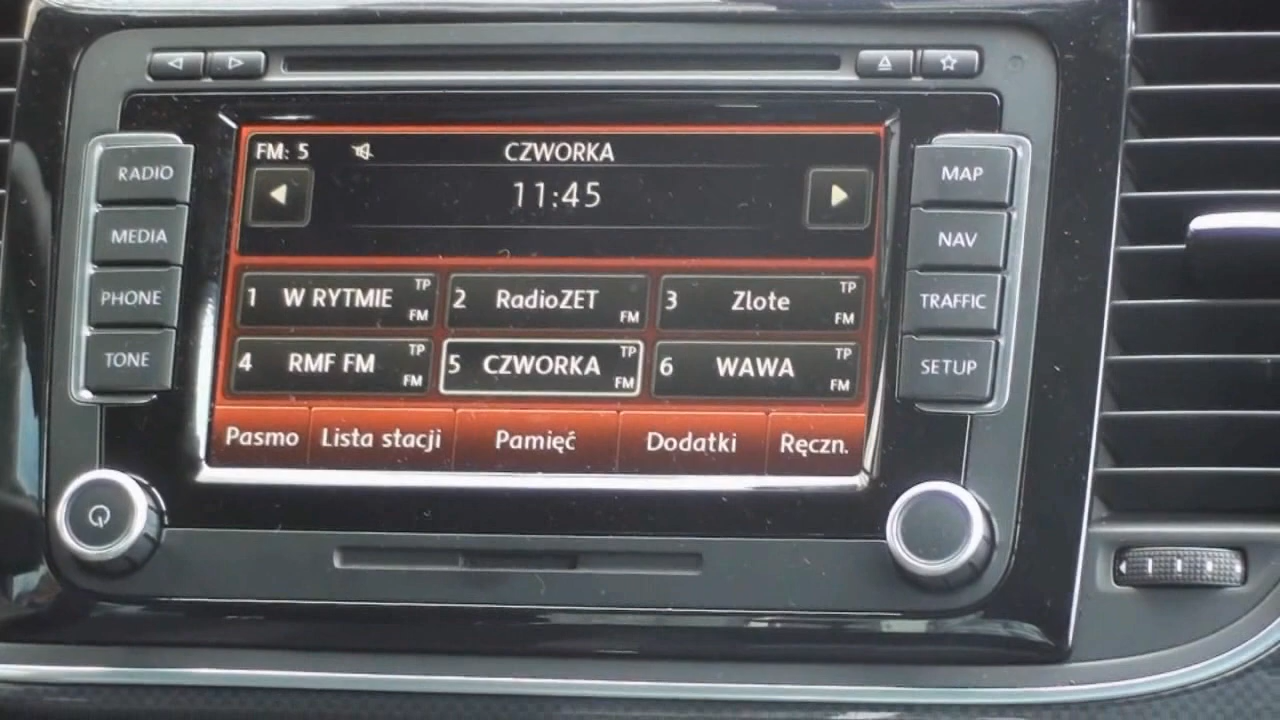 FM: 5 CZWORKA
11:45
1 W RYTMIE TP FM
2 RadioZET FM
3 Zlote TP FM
4 RMF FM TP FM
5 CZWORKA TP FM
6 WAWA TP FM
Pasmo Lista stacji Pamięć Dodatki Ręczn.
RADIO
MEDIA
PHONE
TONE
MAP
NAV
TRAFFIC
SETUP